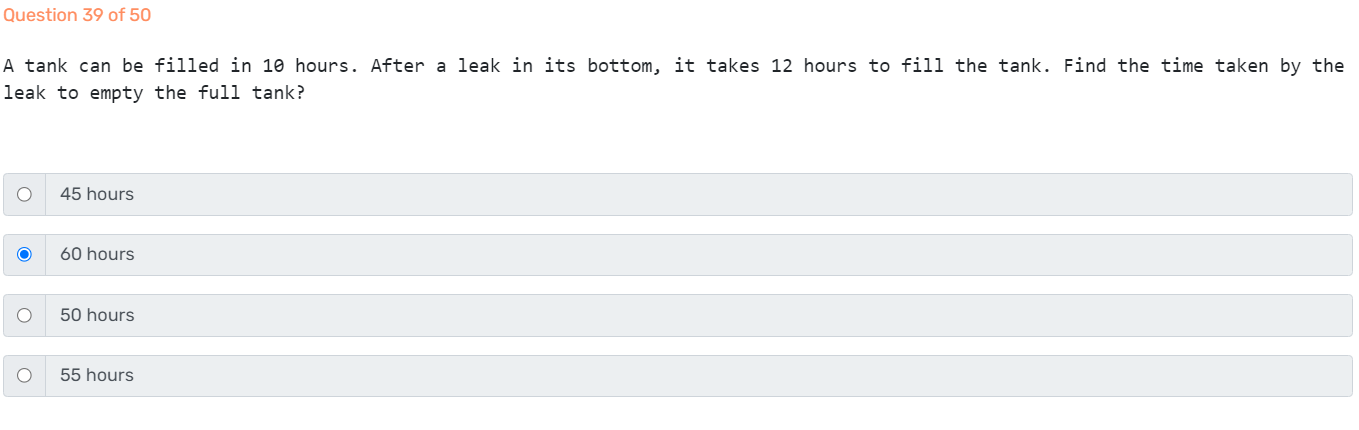 Question 39 of 50
A tank can be filled in 10 hours. After a leak in its bottom, it takes 12 hours to fill the tank. Find the time taken by the
leak to empty the full tank?
45 hours
60 hours
50 hours
55 hours